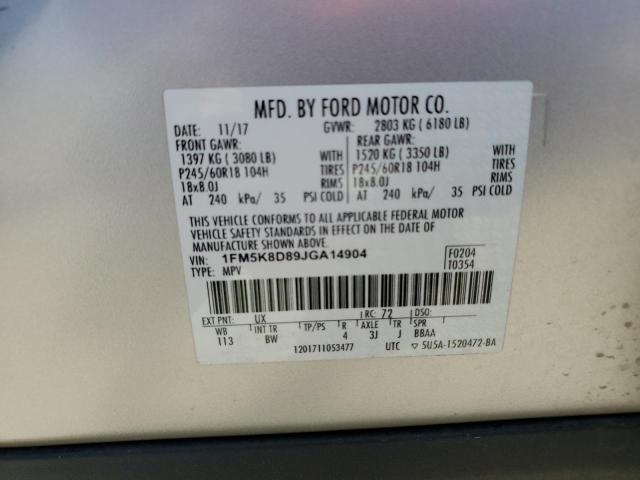 MFD. BY FORD MOTOR CO.
DATE: 11/17 GVWR: 2803 KG ( 6180 LB)
FRONT GAWR: REAR GAWR:
1397 KG ( 3080 LB) WITH 1520 KG ( 3350 LB) WITH
P245/60R18 104H TIRES P245/60R18 104H TIRES
18x8.0J RIMS 18x8.0J RIMS
AT 240 kPa/ 35 PSI COLD AT 240 kPa/ 35 PSI COLD
THIS VEHICLE CONFORMS TO ALL APPLICABLE FEDERAL MOTOR
VEHICLE SAFETY STANDARDS IN EFFECT ON THE DATE OF
MANUFACTURE SHOWN ABOVE.
VIN: 1FM5K8D89JGA14904 F0204
TYPE: MPV T0354
EXT PNT: UX RC: 72 DSO:
WB INT TR TP/PS R AXLE TR SPR
113 BW 4 3J J BBAA
1201711053477 UTC ▽ 5U5A-1520472-BA